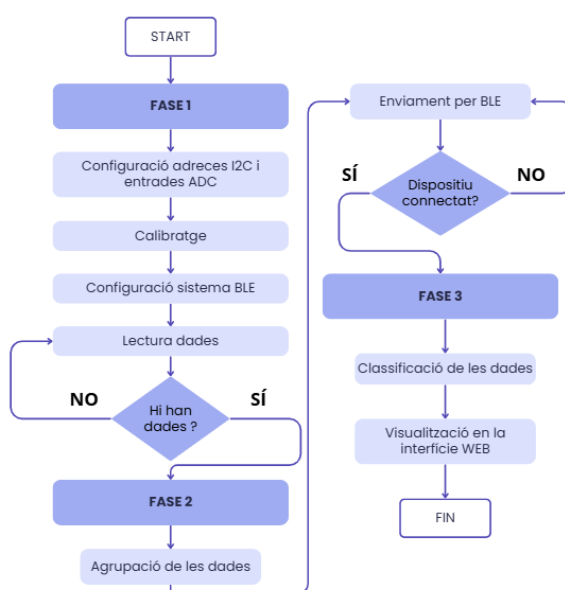 START
FASE 1
Configuració adreces I2C i
entrades ADC
Calibratge
Configuració sistema BLE
Lectura dades
NO
Hi han
dades ?
SÍ
FASE 2
Agrupació de les dades
Enviament per BLE
SÍ
Dispositiu
connectat?
NO
FASE 3
Classificació de les dades
Visualització en la
interfície WEB
FIN